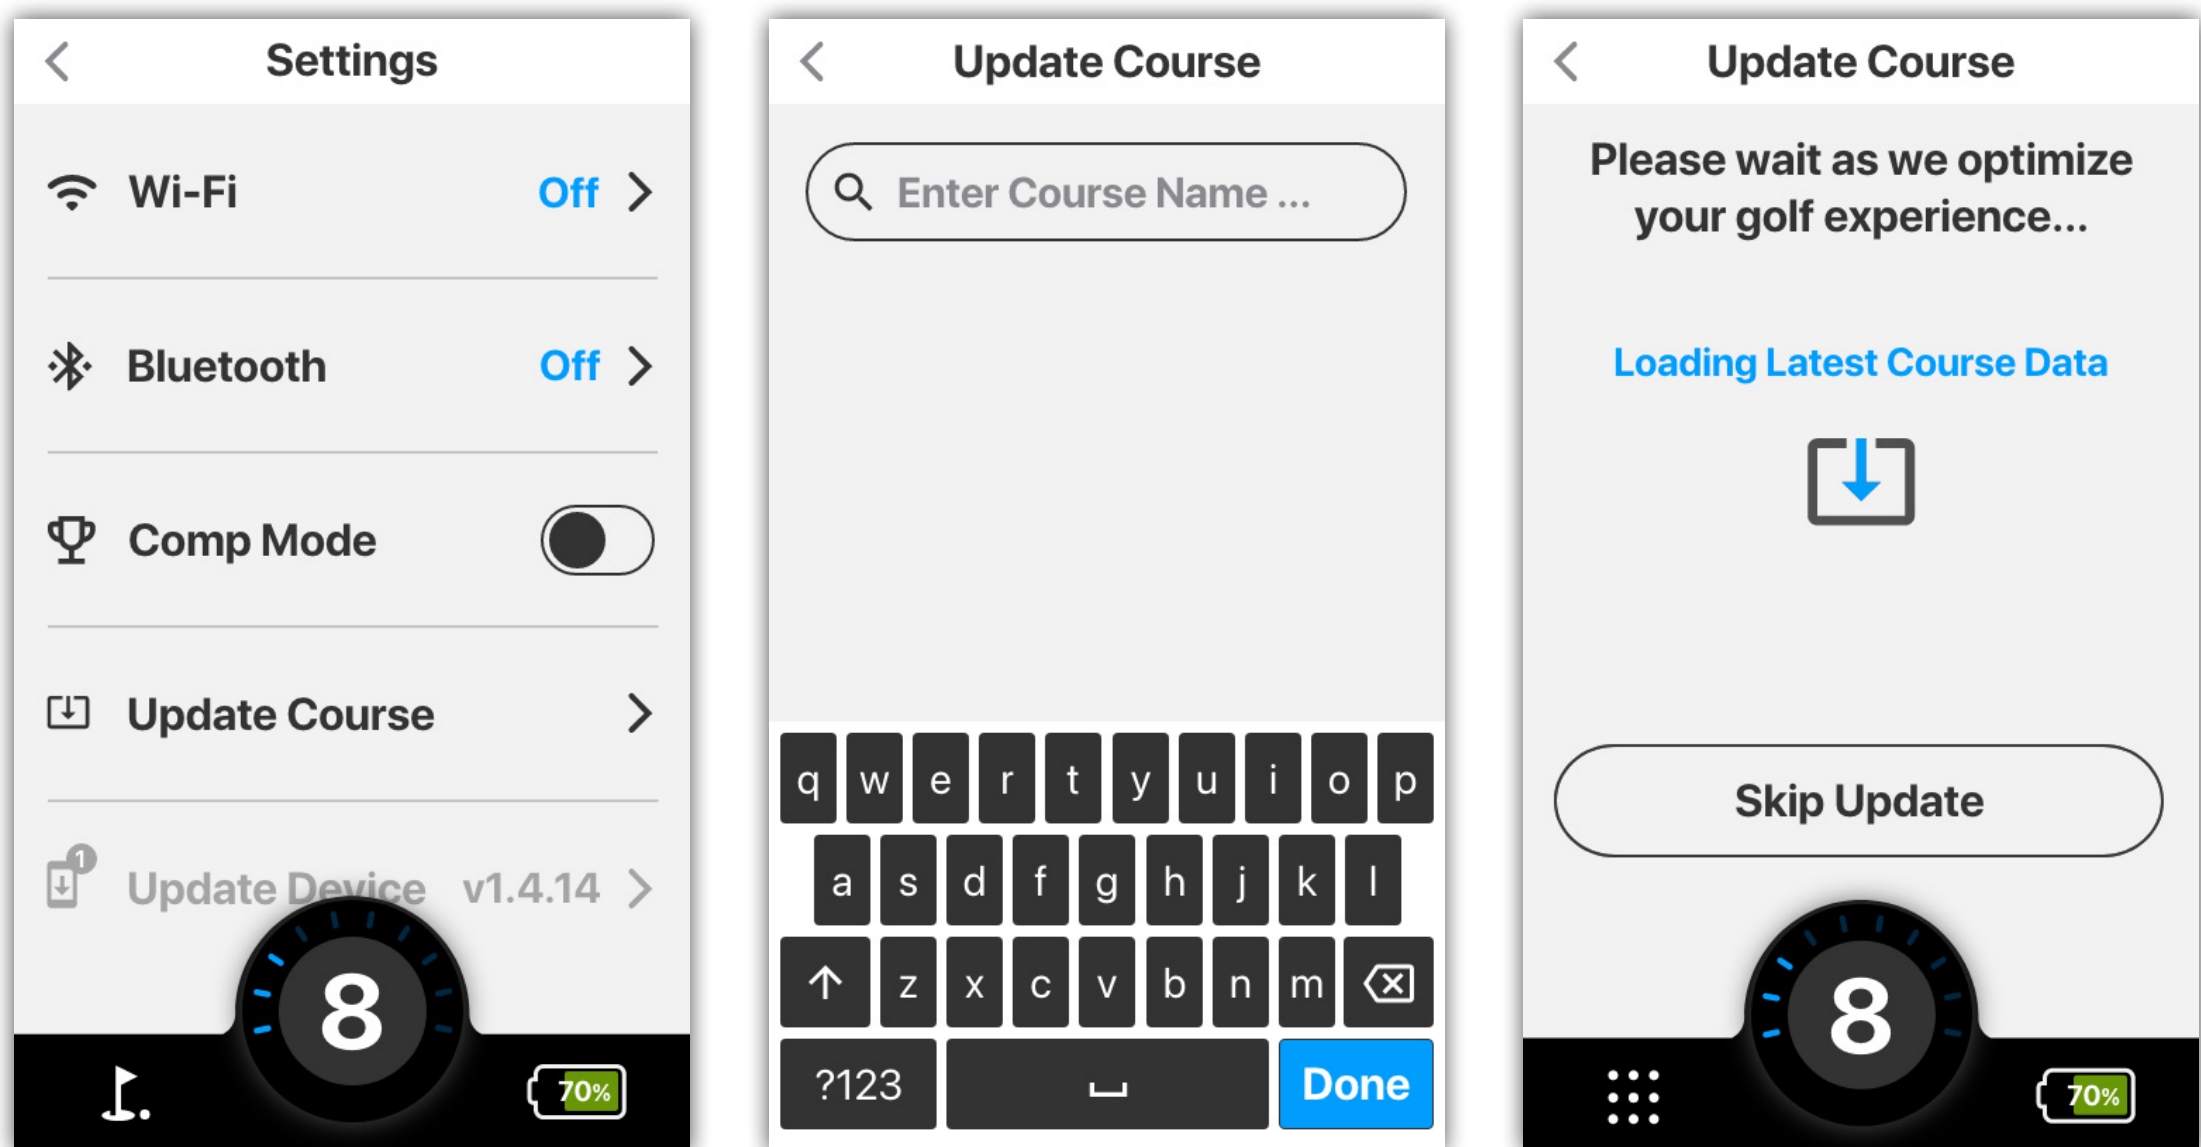 Settings
Wi-Fi Off
Bluetooth Off
Comp Mode
Update Course
1
Update Device v1.4.14
8
70%
Update Course
Enter Course Name ...
q w e r t y u i o p
a s d f g h j k l
z x c v b n m
?123 Done
Update Course
Please wait as we optimize
your golf experience...
Loading Latest Course Data
Skip Update
8
70%